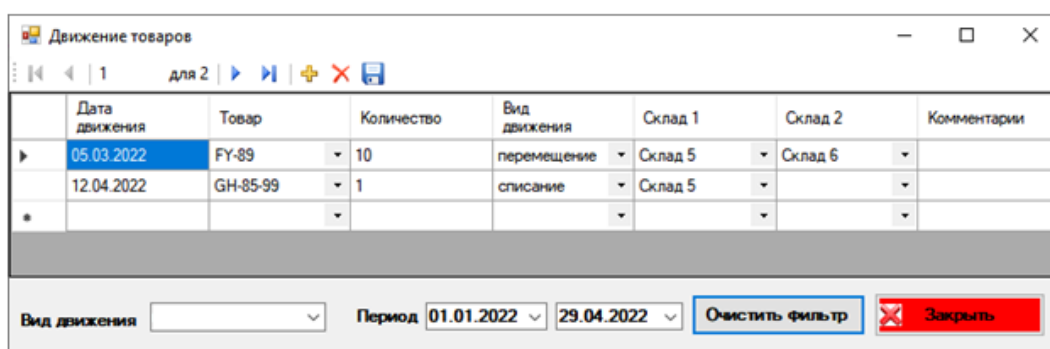 Движение товаров
1 для 2
Дата движения Товар Количество Вид движения Склад 1 Склад 2 Комментарии
05.03.2022 FY-89 10 перемещение Склад 5 Склад 6
12.04.2022 GH-85-99 1 списание Склад 5
Вид движения Период 01.01.2022 29.04.2022 Очистить фильтр Закрыть